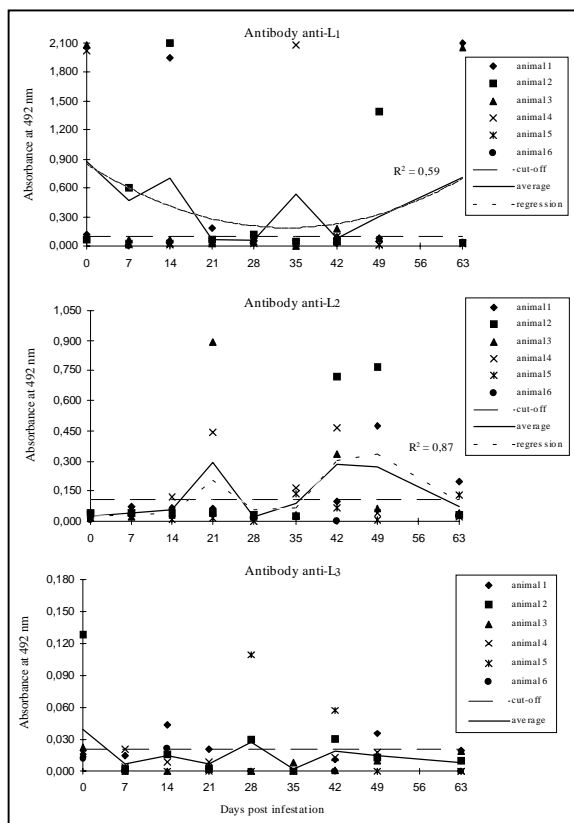 Antibody anti-L1
Absorbance at 492 nm
2,100
1,800
1,500
1,200
0,900
0,600
0,300
0,000
0 7 14 21 28 35 42 49 56 63
R² = 0,59
animal 1
animal 2
animal 3
animal 4
animal 5
animal 6
-cut-off
average
-regression
Antibody anti-L2
Absorbance at 492 nm
1,050
0,900
0,750
0,600
0,450
0,300
0,150
0,000
0 7 14 21 28 35 42 49 56 63
R² = 0,87
animal 1
animal 2
animal 3
animal 4
animal 5
animal 6
-cut-off
average
-regression
Antibody anti-L3
Absorbance at 492 nm
0,180
0,150
0,120
0,090
0,060
0,030
0,000
0 7 14 21 28 35 42 49 56 63
Days post infestation
animal 1
animal 2
animal 3
animal 4
animal 5
animal 6
-cut-off
average